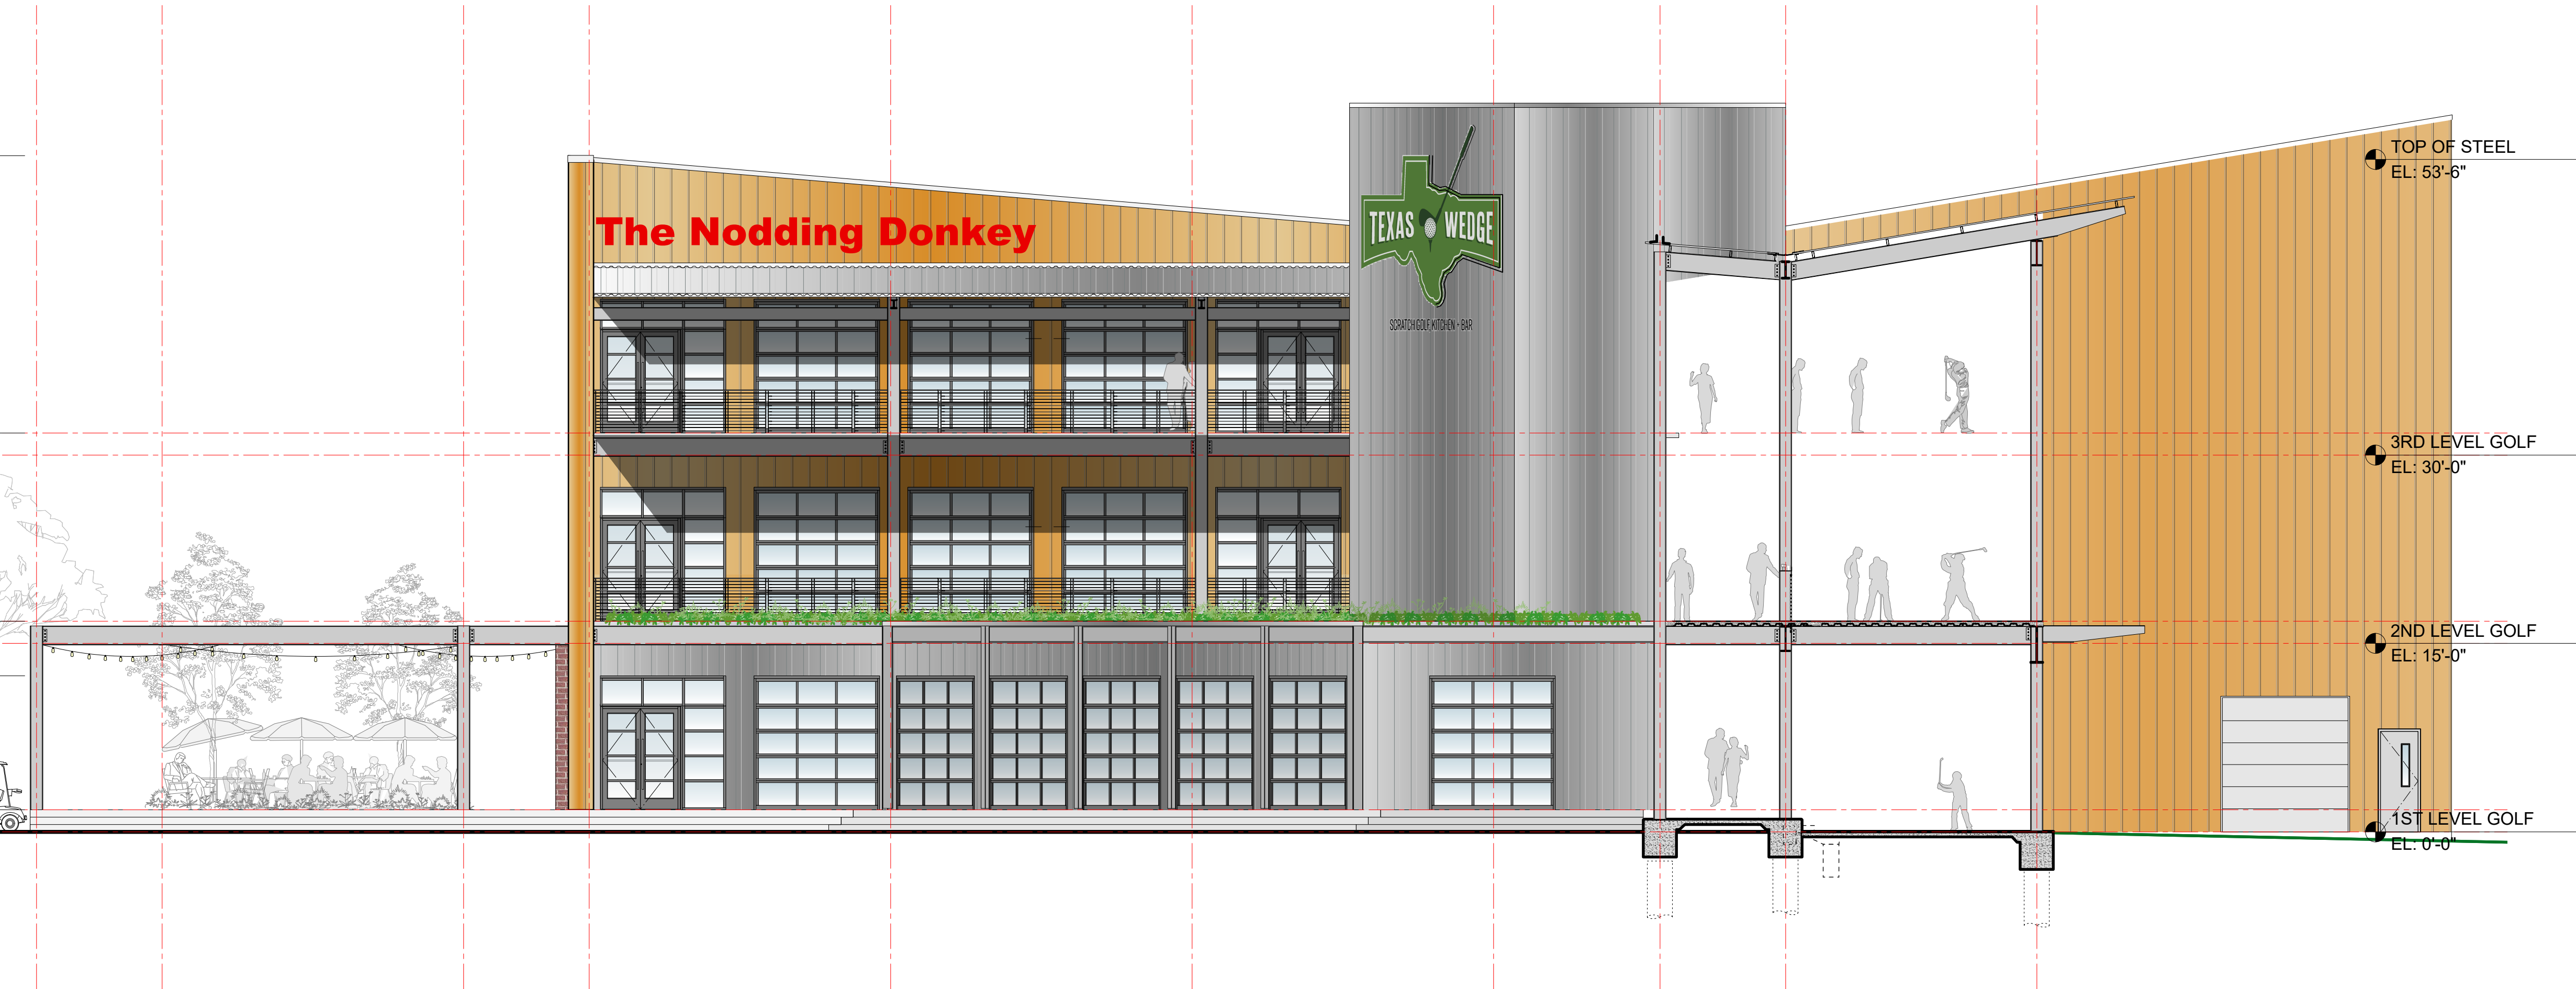 The Nodding Donkey
TEXAS WEDGE
SCRATCH GOLF, KITCHEN + BAR
TOP OF STEEL
EL: 53'-6"
3RD LEVEL GOLF
EL: 30'-0"
2ND LEVEL GOLF
EL: 15'-0"
1ST LEVEL GOLF
EL: 0'-0"